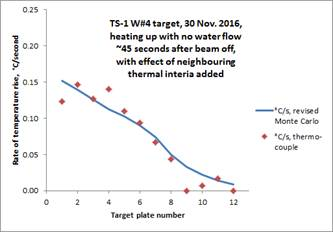 TS-1 W#4 target, 30 Nov. 2016,
heating up with no water flow
~45 seconds after beam off,
with effect of neighbouring
thermal interia added
Rate of temperature rise, °C/second
0.25
0.20
0.15
0.10
0.05
0.00
0
2
4
6
8
10
12
14
Target plate number
°C/s, revised
Monte Carlo
°C/s, thermo-
couple